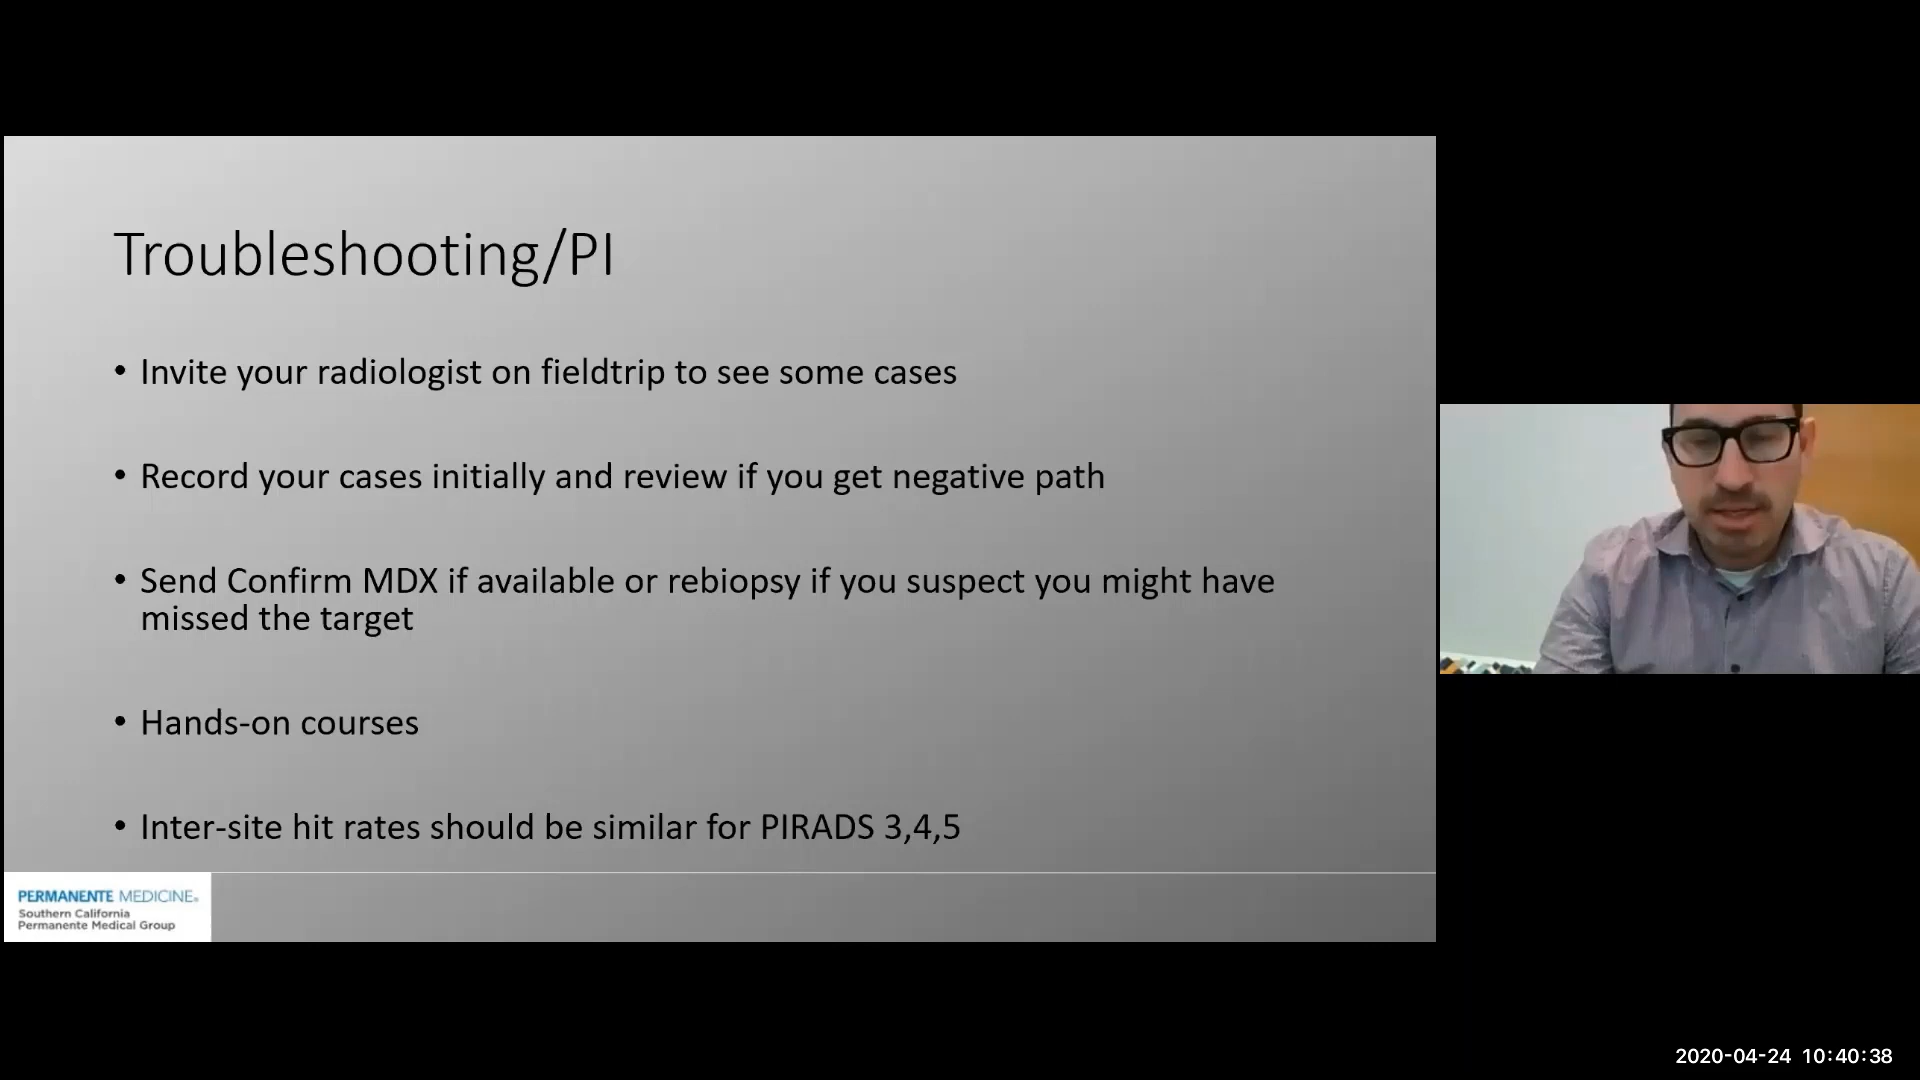 Troubleshooting/PI
• Invite your radiologist on fieldtrip to see some cases
• Record your cases initially and review if you get negative path
• Send Confirm MDX if available or rebiopsy if you suspect you might have
missed the target
• Hands-on courses
• Inter-site hit rates should be similar for PIRADS 3,4,5
PERMANENTE MEDICINE®
Southern California
Permanente Medical Group
2020-04-24 10:40:38